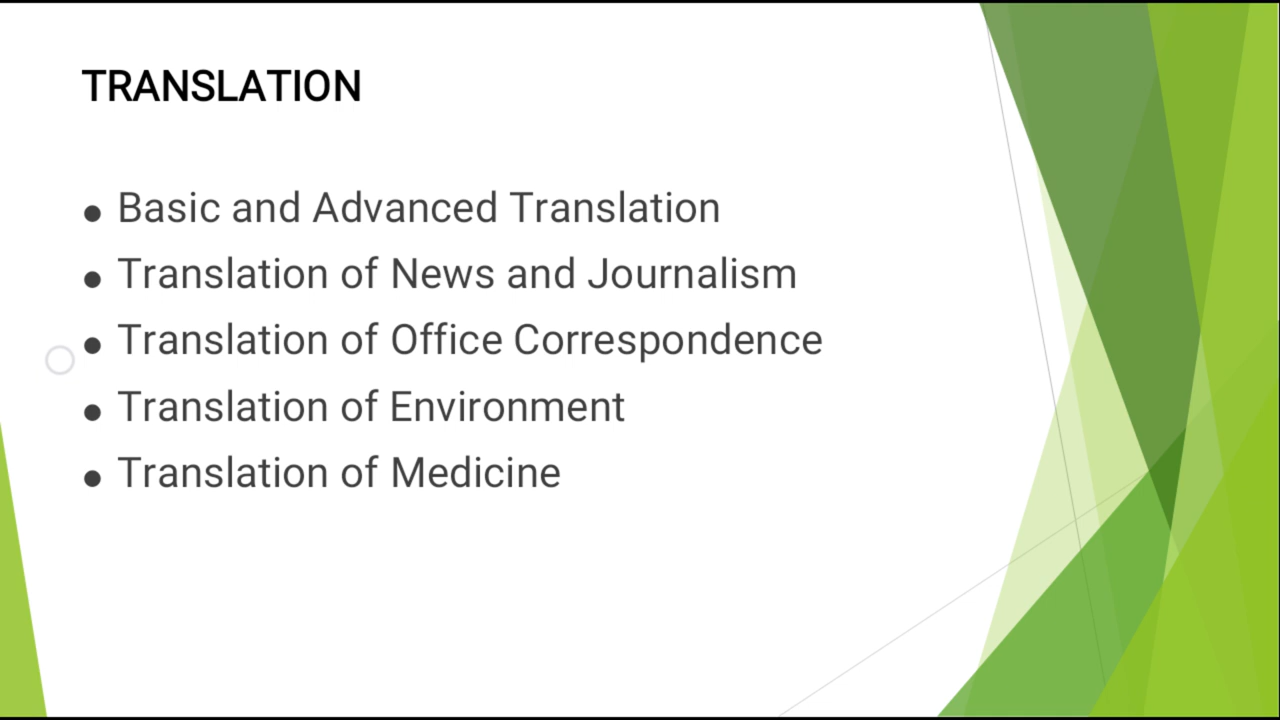 TRANSLATION
● Basic and Advanced Translation
● Translation of News and Journalism
● Translation of Office Correspondence
● Translation of Environment
● Translation of Medicine